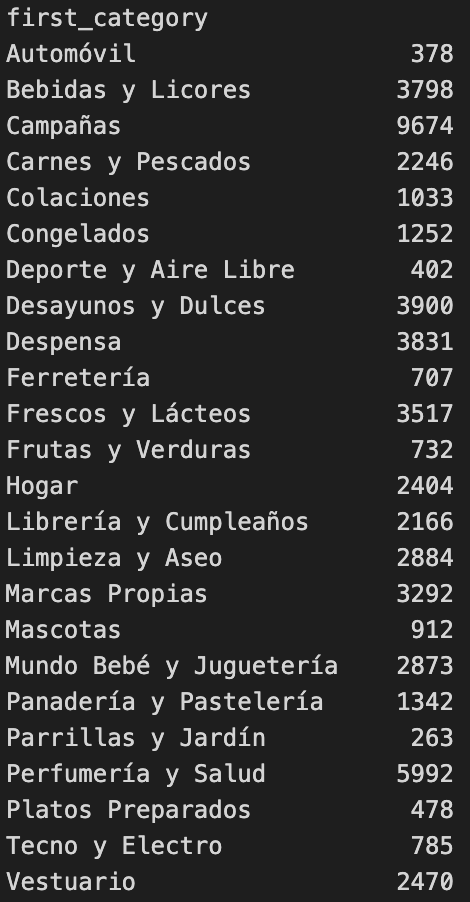 first_category
Automóvil 378
Bebidas y Licores 3798
Campañas 9674
Carnes y Pescados 2246
Colaciones 1033
Congelados 1252
Deporte y Aire Libre 402
Desayunos y Dulces 3900
Despensa 3831
Ferretería 707
Frescos y Lácteos 3517
Frutas y Verduras 732
Hogar 2404
Librería y Cumpleaños 2166
Limpieza y Aseo 2884
Marcas Propias 3292
Mascotas 912
Mundo Bebé y Juguetería 2873
Panadería y Pastelería 1342
Parrillas y Jardín 263
Perfumería y Salud 5992
Platos Preparados 478
Tecno y Electro 785
Vestuario 2470